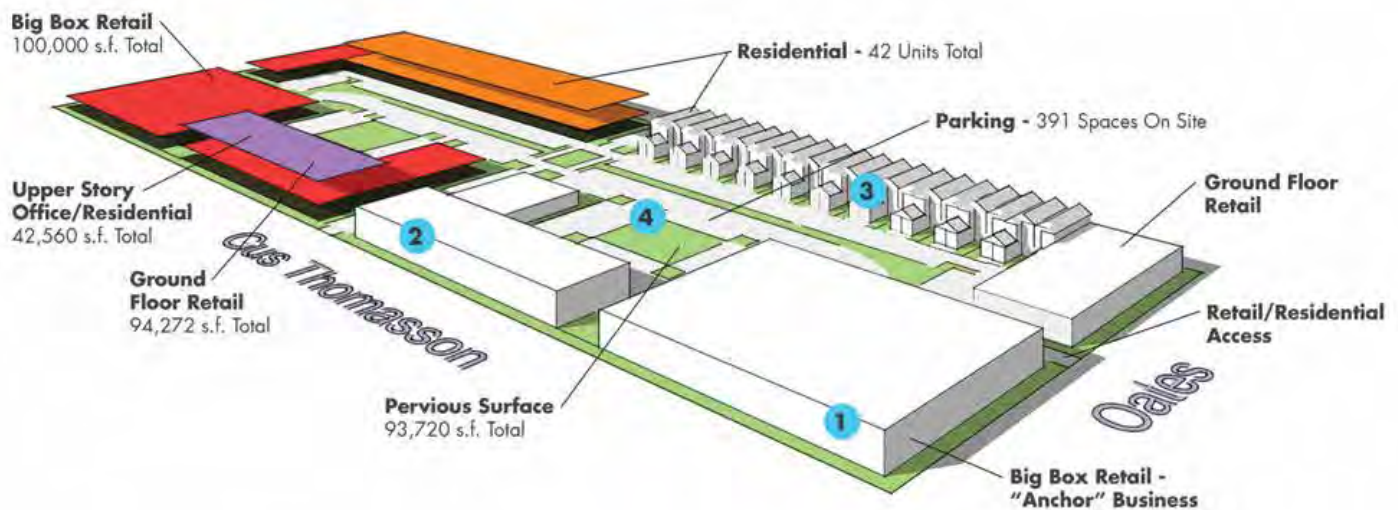 Big Box Retail
100,000 s.f. Total
Residential - 42 Units Total
Parking - 391 Spaces On Site
Upper Story
Office/Residential
42,560 s.f. Total
3
Ground Floor
Retail
4
2
Ground
Floor Retail
94,272 s.f. Total
Gus Thomasson
Retail/Residential
Access
Pervious Surface
93,720 s.f. Total
1
Oates
Big Box Retail -
“Anchor” Business